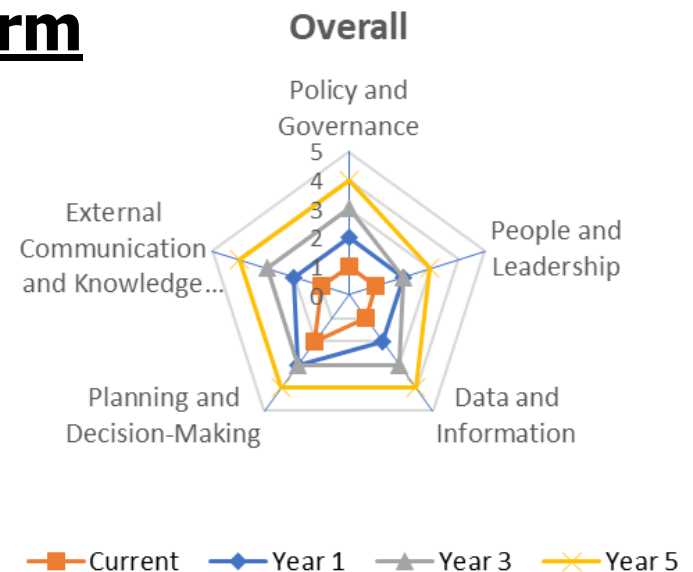 rm
Overall
Policy and
Governance
5
4
3
2
1
0
People and
Leadership
Data and
Information
Planning and
Decision-Making
External
Communication
and Knowledge...
Current Year 1 Year 3 Year 5